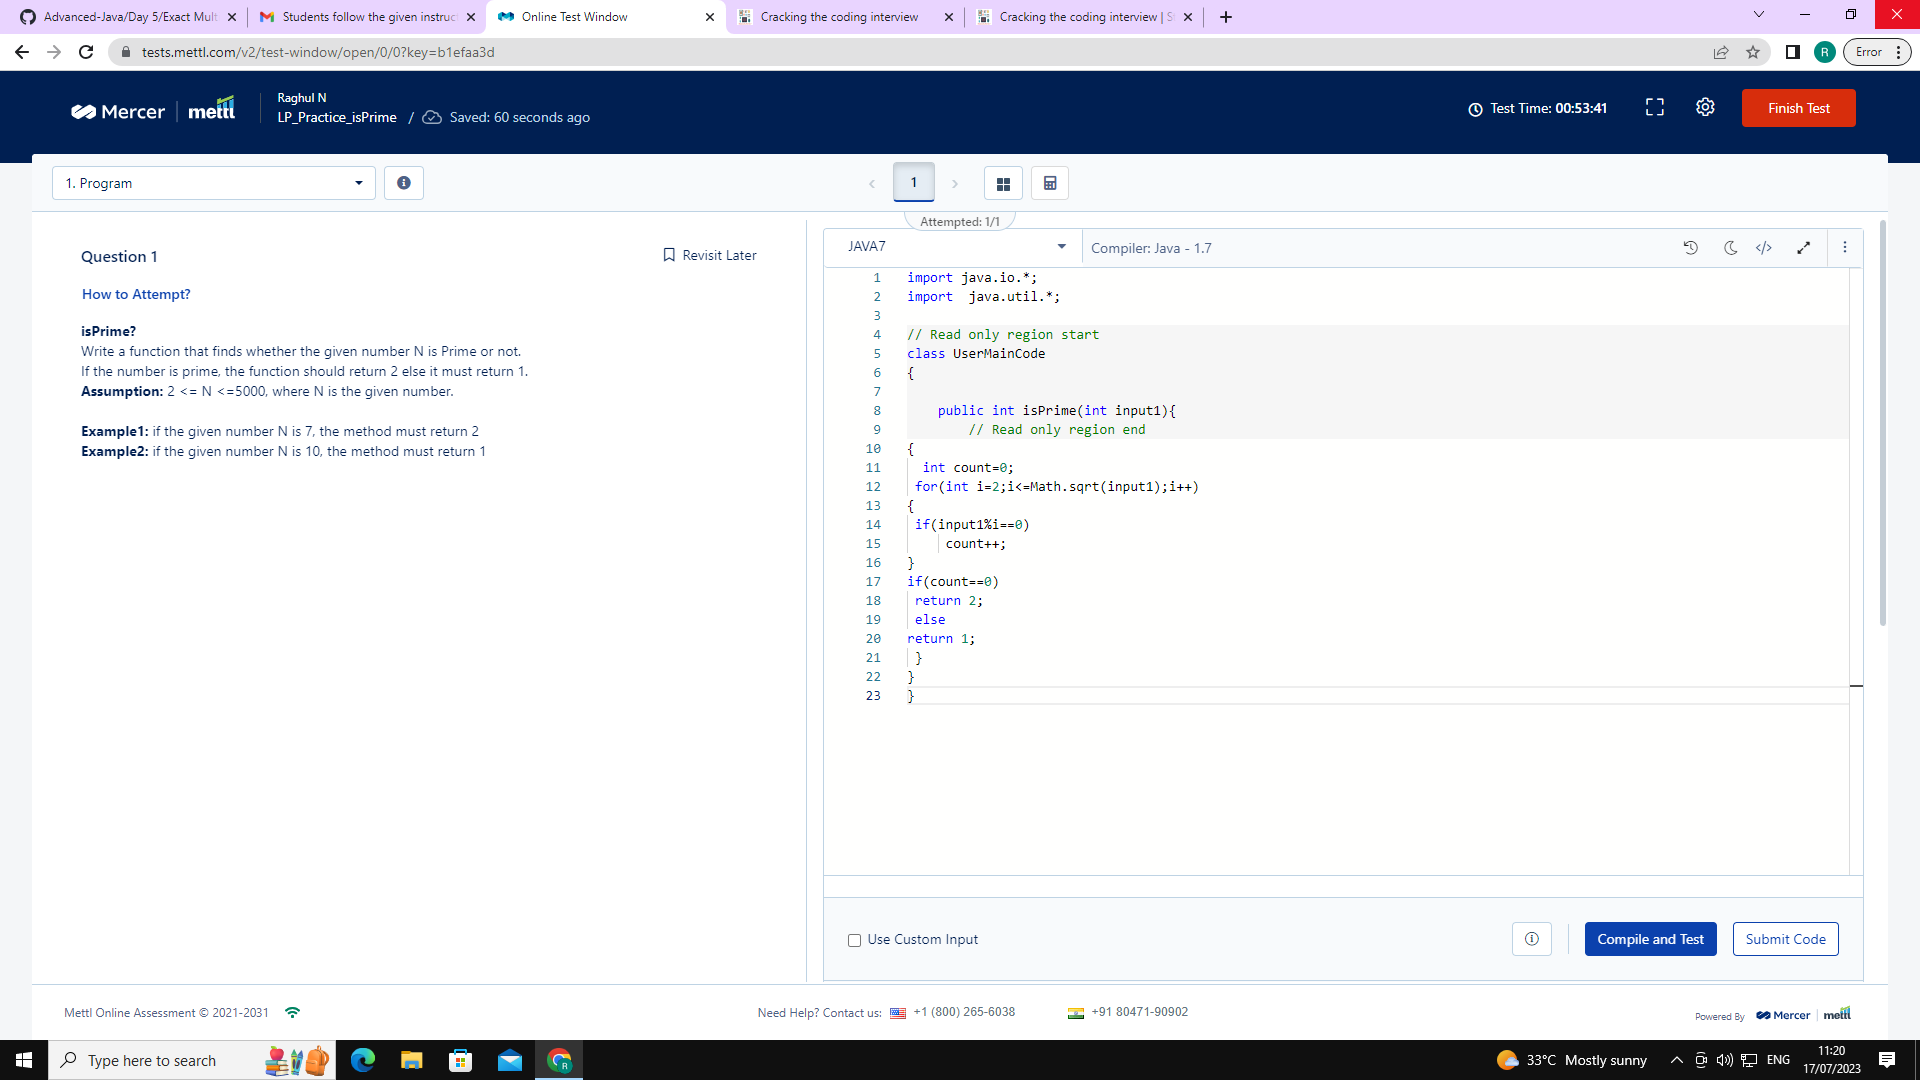 Advanced-Java/Day 5/Exact Mult
Students follow the given instruc
Online Test Window
Cracking the coding interview
Cracking the coding interview | S
tests.mettl.com/v2/test-window/open/0/0?key=b1efaa3d
R
Error
Mercer | mettl
Raghul N
LP_Practice_isPrime / Saved: 60 seconds ago
Test Time: 00:53:41
Finish Test
1. Program
1
Attempted: 1/1
Question 1
Revisit Later
How to Attempt?
isPrime?
Write a function that finds whether the given number N is Prime or not.
If the number is prime, the function should return 2 else it must return 1.
Assumption: 2 <= N <=5000, where N is the given number.
Example1: if the given number N is 7, the method must return 2
Example2: if the given number N is 10, the method must return 1
JAVA7
Compiler: Java - 1.7
1 import java.io.*;
2 import  java.util.*;
3
4 // Read only region start
5 class UserMainCode
6 {
7
8     public int isPrime(int input1){
9         // Read only region end
10 {
11   int count=0;
12  for(int i=2;i<=Math.sqrt(input1);i++)
13 {
14  if(input1%i==0)
15      count++;
16 }
17 if(count==0)
18  return 2;
19  else
20 return 1;
21  }
22 }
23 }
Use Custom Input
Compile and Test
Submit Code
Mettl Online Assessment © 2021-2031
Need Help? Contact us: +1 (800) 265-6038
+91 80471-90902
Powered By Mercer | mettl
Type here to search
R
33°C Mostly sunny
ENG
11:20
17/07/2023